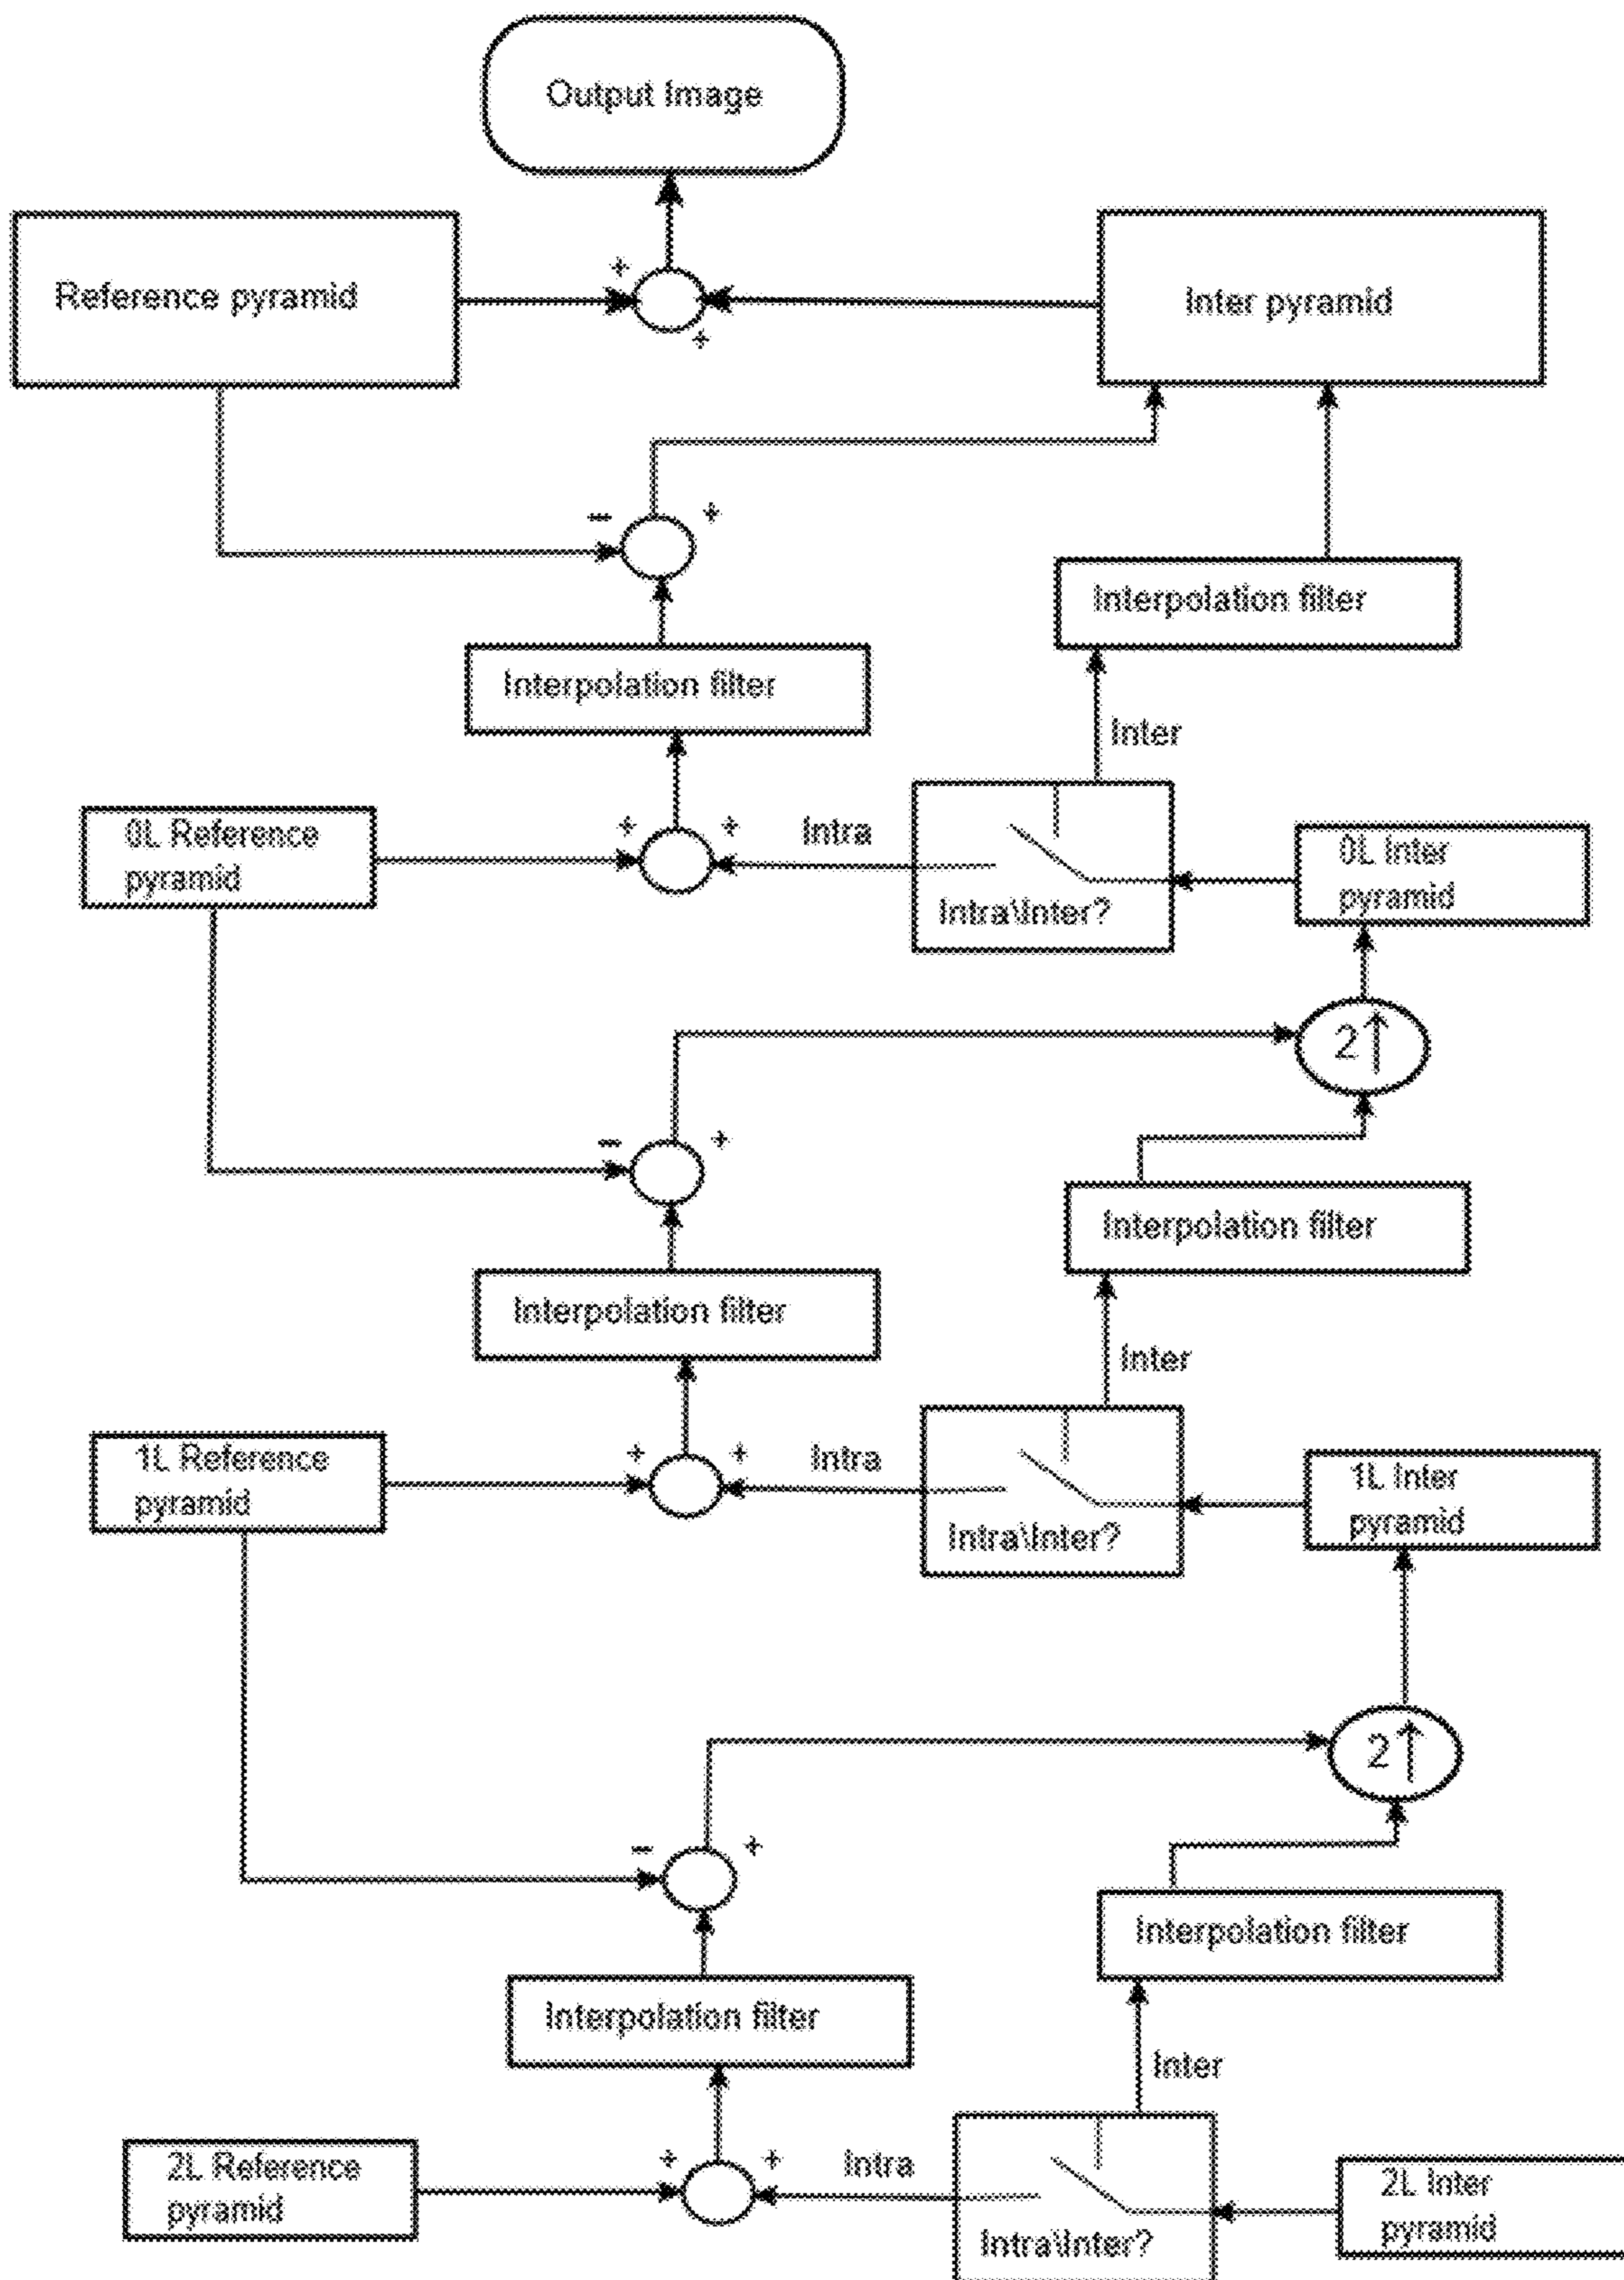 Output Image
+
Reference pyramid
Inter pyramid
+
− +
Interpolation filter
Interpolation filter
Inter
0L Reference
pyramid
+ +
Intra
Intra\Inter?
0L Inter
pyramid
2↑
− +
Interpolation filter
Interpolation filter
Inter
1L Reference
pyramid
+ +
Intra
Intra\Inter?
1L Inter
pyramid
2↑
− +
Interpolation filter
Interpolation filter
Inter
2L Reference
pyramid
+ +
Intra
Intra\Inter?
2L Inter
pyramid